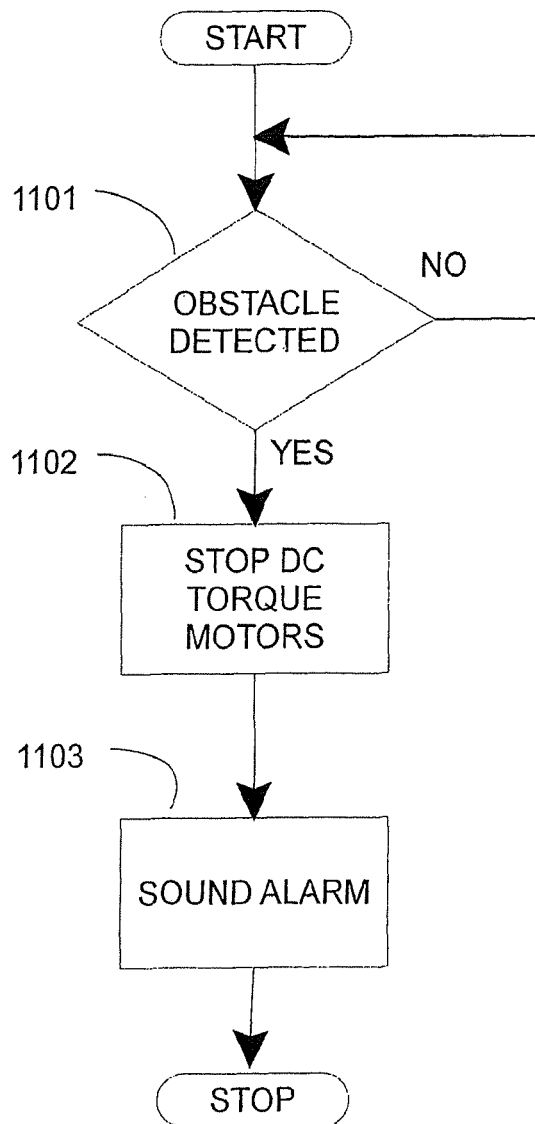 START
1101
NO
OBSTACLE
DETECTED
YES
1102
STOP DC
TORQUE
MOTORS
1103
SOUND ALARM
STOP